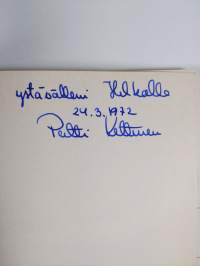 ystävälleni Hilkalle
24.3.1972
Pertti Kettunen